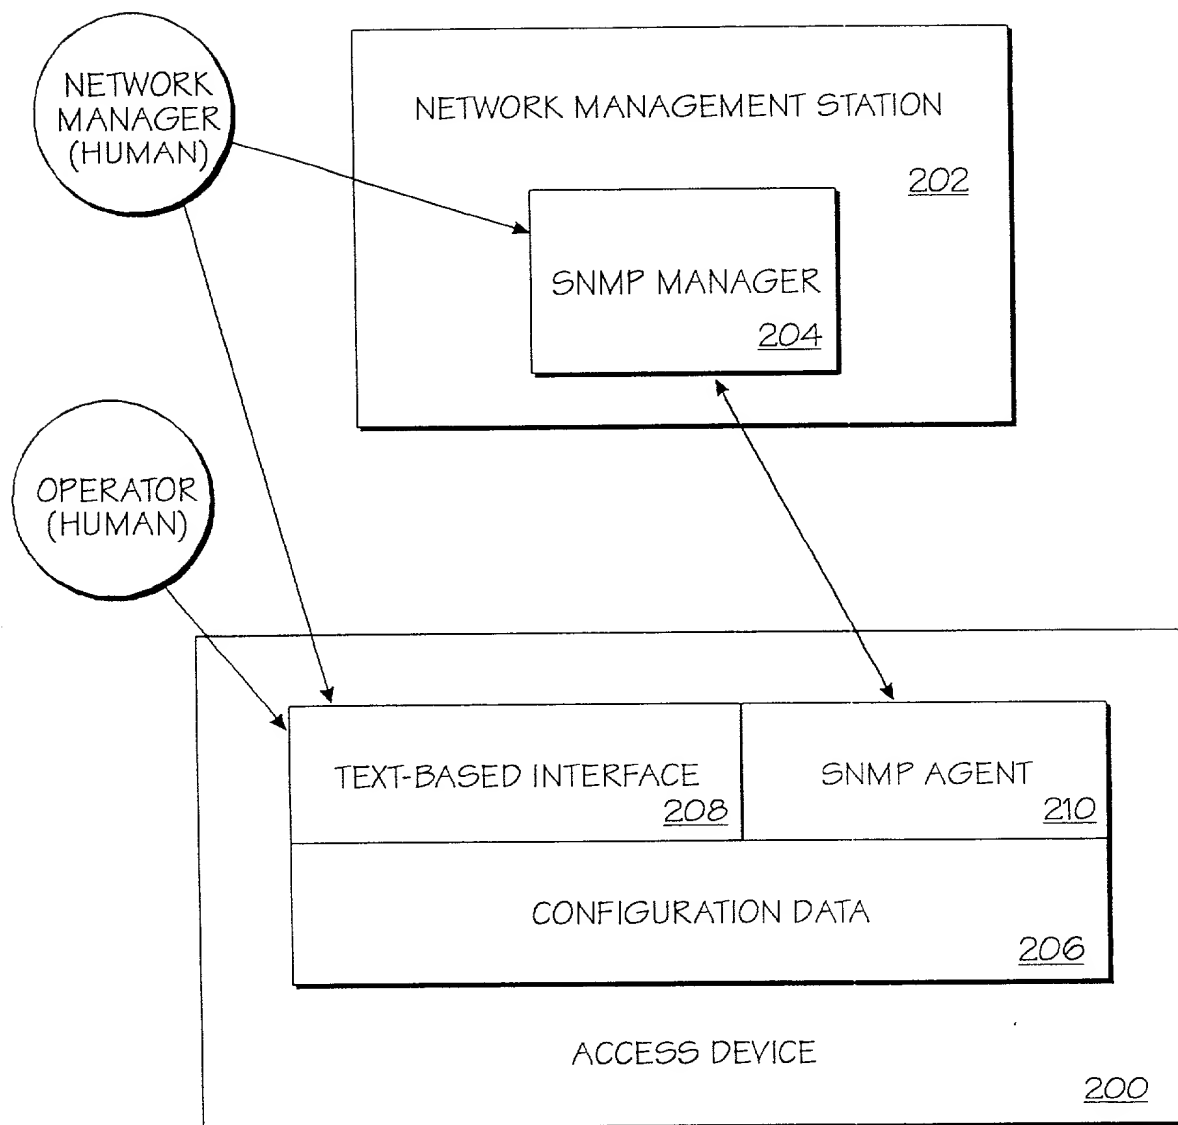 NETWORK
MANAGER
(HUMAN)
NETWORK MANAGEMENT STATION
202
SNMP MANAGER
204
OPERATOR
(HUMAN)
TEXT-BASED INTERFACE
208
SNMP AGENT
210
CONFIGURATION DATA
206
ACCESS DEVICE
200